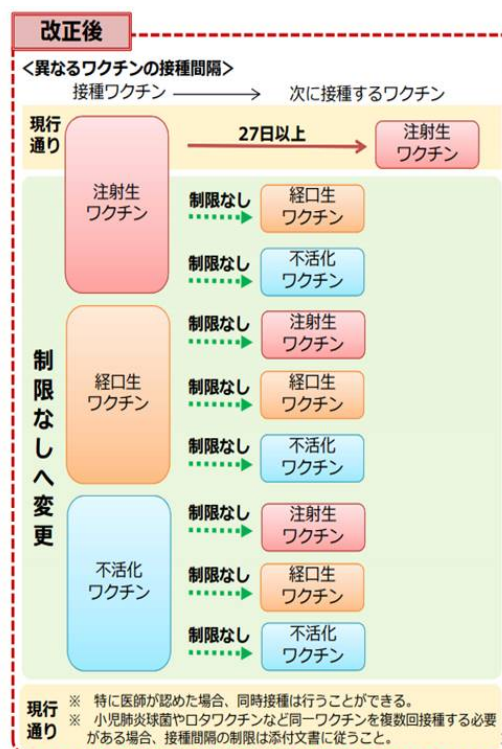 改正後
<異なるワクチンの接種間隔>
接種ワクチン 次に接種するワクチン
現行
通り
注射生
ワクチン
27日以上
注射生
ワクチン
制限なし
経口生
ワクチン
制限なし
不活化
ワクチン
制限なしへ変更
経口生
ワクチン
制限なし
注射生
ワクチン
制限なし
経口生
ワクチン
制限なし
不活化
ワクチン
不活化
ワクチン
制限なし
注射生
ワクチン
制限なし
経口生
ワクチン
制限なし
不活化
ワクチン
現行
通り
※ 特に医師が認めた場合、同時接種は行うことができる。
※ 小児肺炎球菌やロタワクチンなど同一ワクチンを複数回接種する必要
がある場合、接種間隔の制限は添付文書に従うこと。